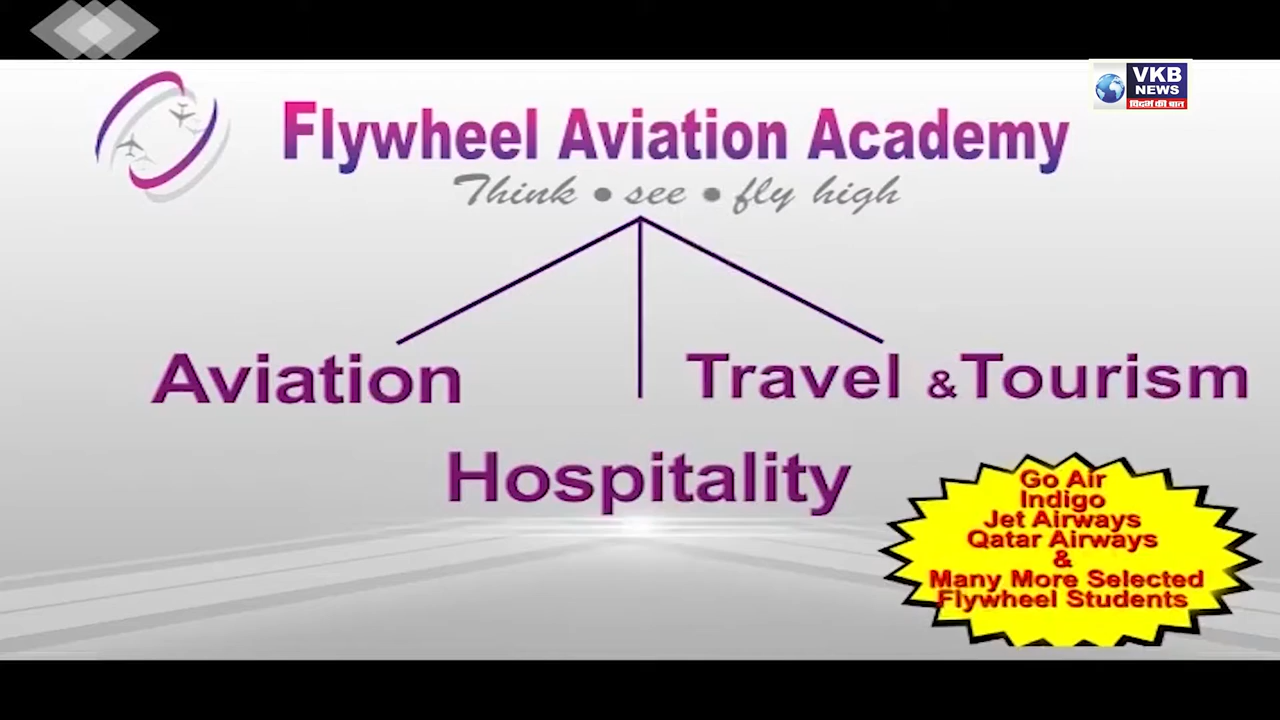 VKB
NEWS
विदर्भ की बात
Flywheel Aviation Academy
Think • see • fly high
Aviation
Travel & Tourism
Hospitality
Go Air
Indigo
Jet Airways
Qatar Airways
&
Many More Selected
Flywheel Students